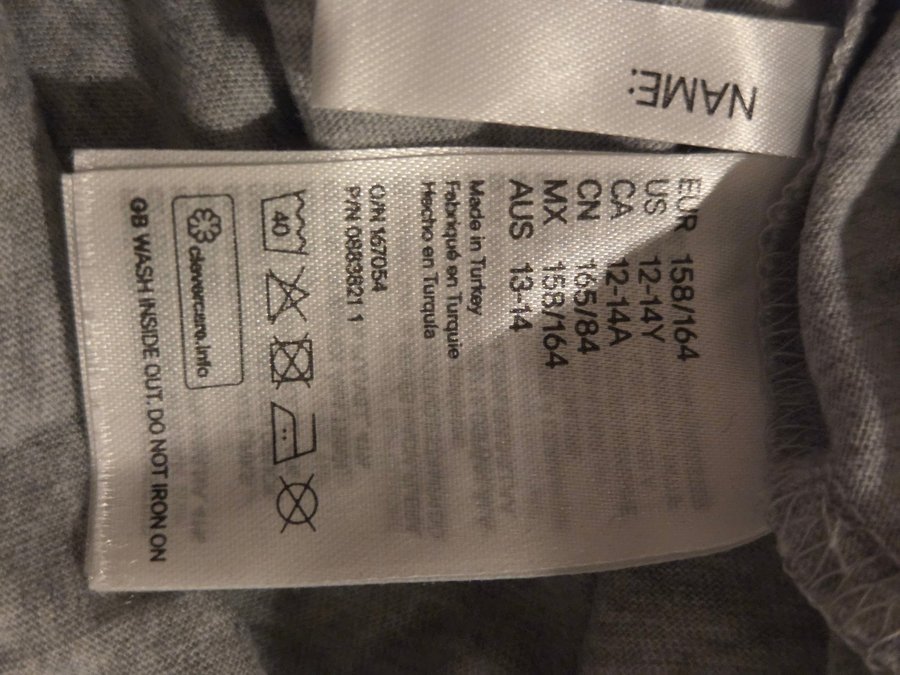 NAME:
EUR 158/164
US 12-14Y
CA 12-14A
CN 165/84
MX 158/164
AUS 13-14
Made in Turkey
Fabriqué en Turquie
Hecho en Turquía
O/N 167054
P/N 0883821 1
40
clevercare.info
GB WASH INSIDE OUT. DO NOT IRON ON